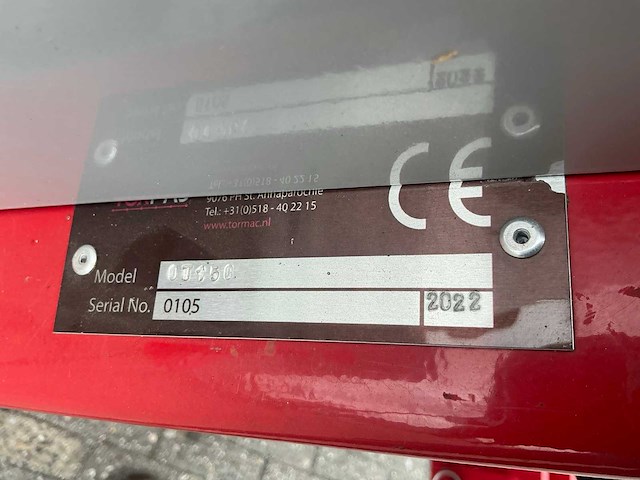 9076 PH St. Annaparochie
Tel.: +31(0)518 - 40 22 15
www.tormac.nl
CE
Model
Serial No. 0105 2022